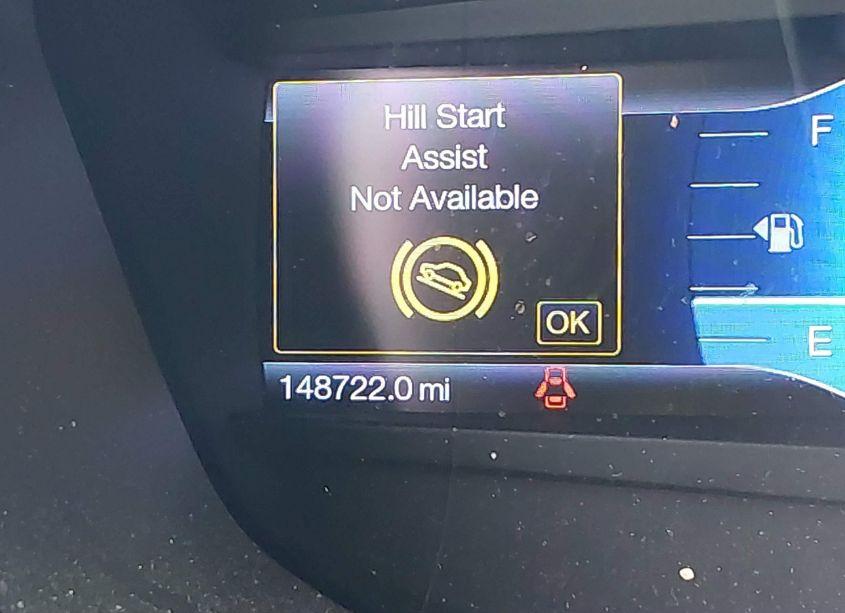 Hill Start
Assist
Not Available
OK
F
E
148722.0 mi